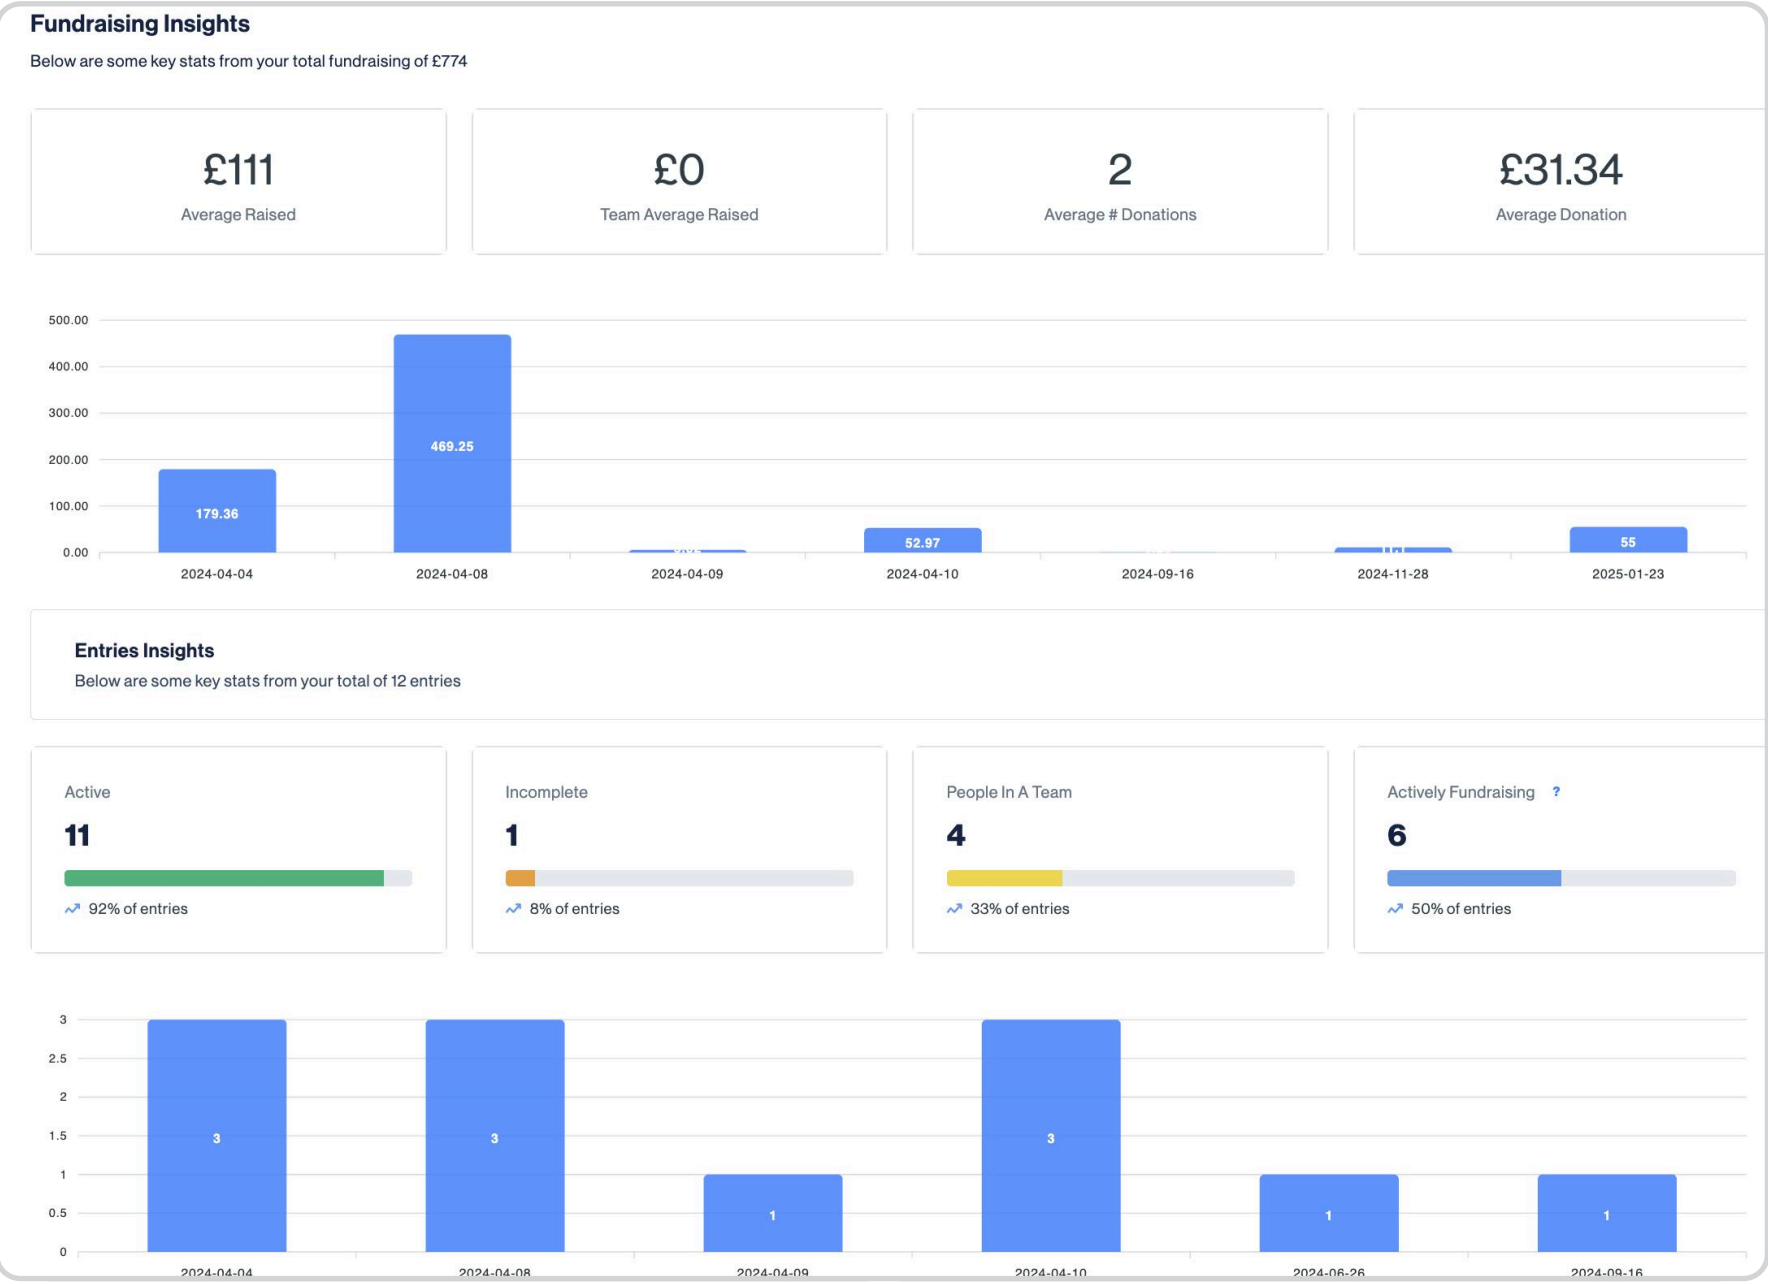 Fundraising Insights
Below are some key stats from your total fundraising of £774
£111
Average Raised
£0
Team Average Raised
2
Average # Donations
£31.34
Average Donation
500.00
400.00
300.00
200.00
100.00
0.00
179.36
469.25
52.97
55
2024-04-04
2024-04-08
2024-04-09
2024-04-10
2024-09-16
2024-11-28
2025-01-23
Entries Insights
Below are some key stats from your total of 12 entries
Active
11
92% of entries
Incomplete
1
8% of entries
People In A Team
4
33% of entries
Actively Fundraising ?
6
50% of entries
3
2.5
2
1.5
1
0.5
0
3
3
1
3
1
1
2024-04-04
2024-04-08
2024-04-09
2024-04-10
2024-06-26
2024-09-16